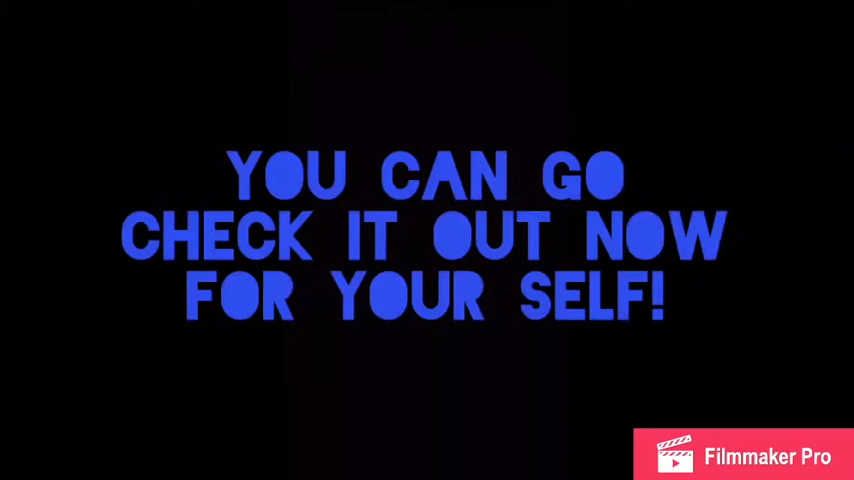 YOU CAN GO
CHECK IT OUT NOW
FOR YOUR SELF!
Filmmaker Pro